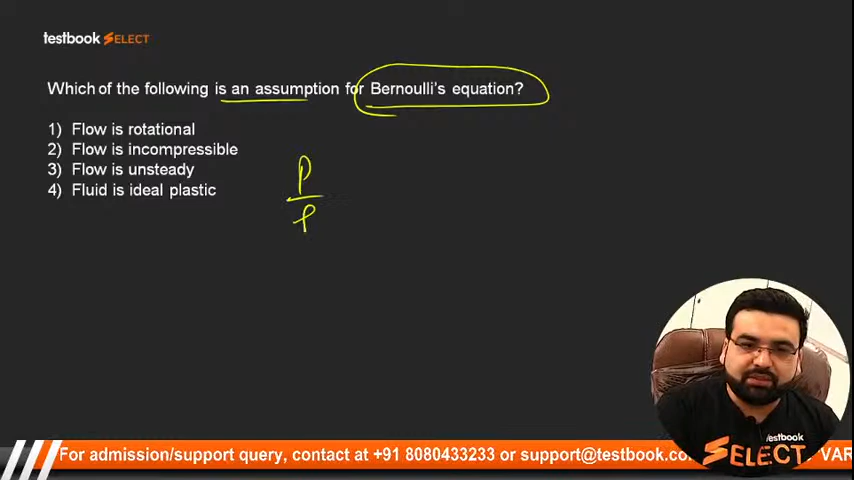 testbook SELECT
Which of the following is an assumption for Bernoulli's equation?
1) Flow is rotational
2) Flow is incompressible
3) Flow is unsteady
4) Fluid is ideal plastic
P
ρ
testbook
SELECT
For admission/support query, contact at +91 8080433233 or support@testbook.co
VAR